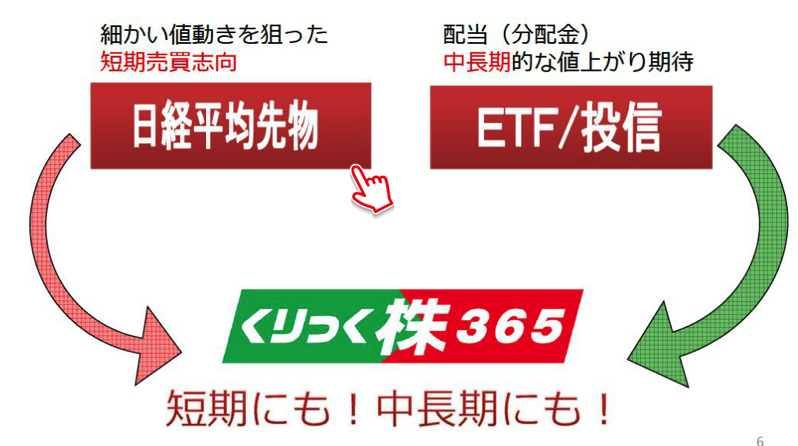 細かい値動きを狙った
短期売買志向
日経平均先物
配当（分配金）
中長期的な値上がり期待
ETF/投信
くりっく株365
短期にも！中長期にも！
6